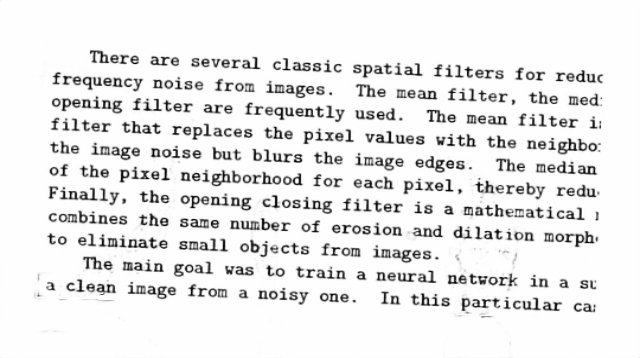 There are several classic spatial filters for reduc
frequency noise from images. The mean filter, the med
opening filter are frequently used. The mean filter i
filter that replaces the pixel values with the neighbo
the image noise but blurs the image edges. The median
of the pixel neighborhood for each pixel, thereby redu
Finally, the opening closing filter is a mathematical
combines the same number of erosion and dilation morph
to eliminate small objects from images.
The main goal was to train a neural network in a su
a clean image from a noisy one. In this particular ca